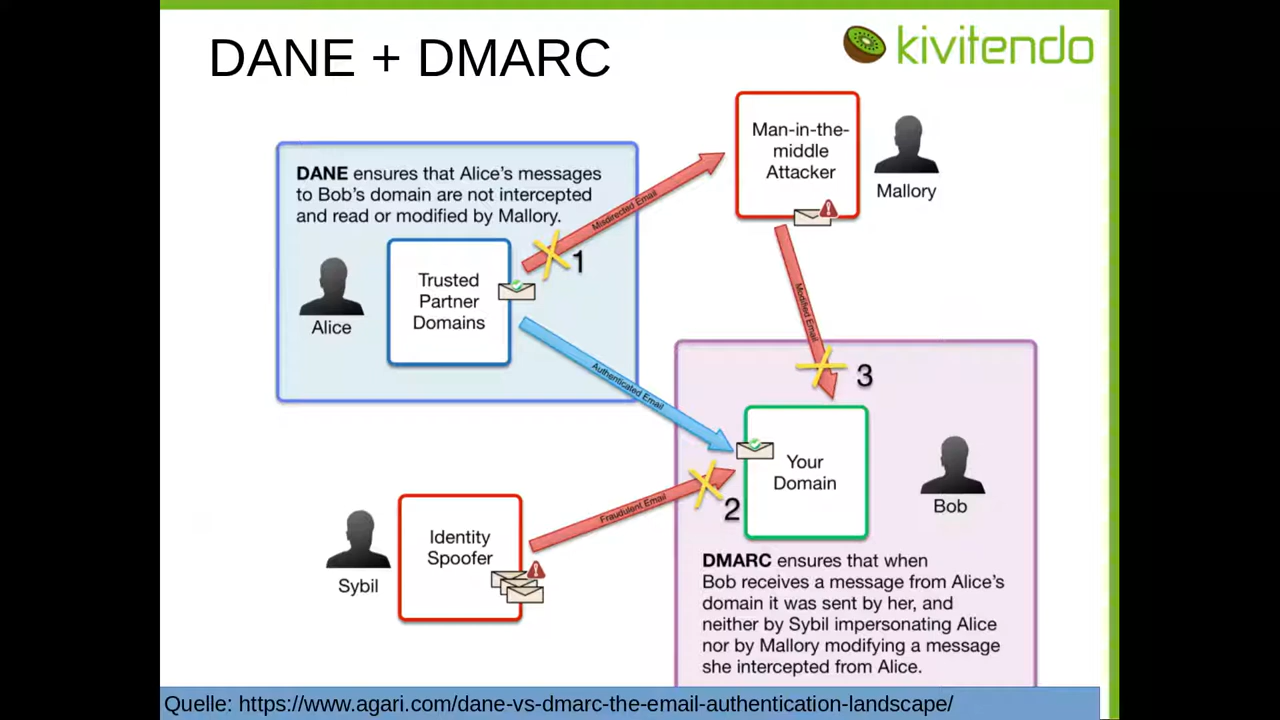 DANE + DMARC
kivitendo
Man-in-the-
middle
Attacker
Mallory
DANE ensures that Alice's messages
to Bob's domain are not intercepted
and read or modified by Mallory.
Misdirected Email
1
Trusted
Partner
Domains
Alice
Modified Email
3
Authenticated Email
Your
Domain
Bob
Fraudulent Email
2
Identity
Spoofer
Sybil
DMARC ensures that when
Bob receives a message from Alice's
domain it was sent by her, and
neither by Sybil impersonating Alice
nor by Mallory modifying a message
she intercepted from Alice.
Quelle: https://www.agari.com/dane-vs-dmarc-the-email-authentication-landscape/